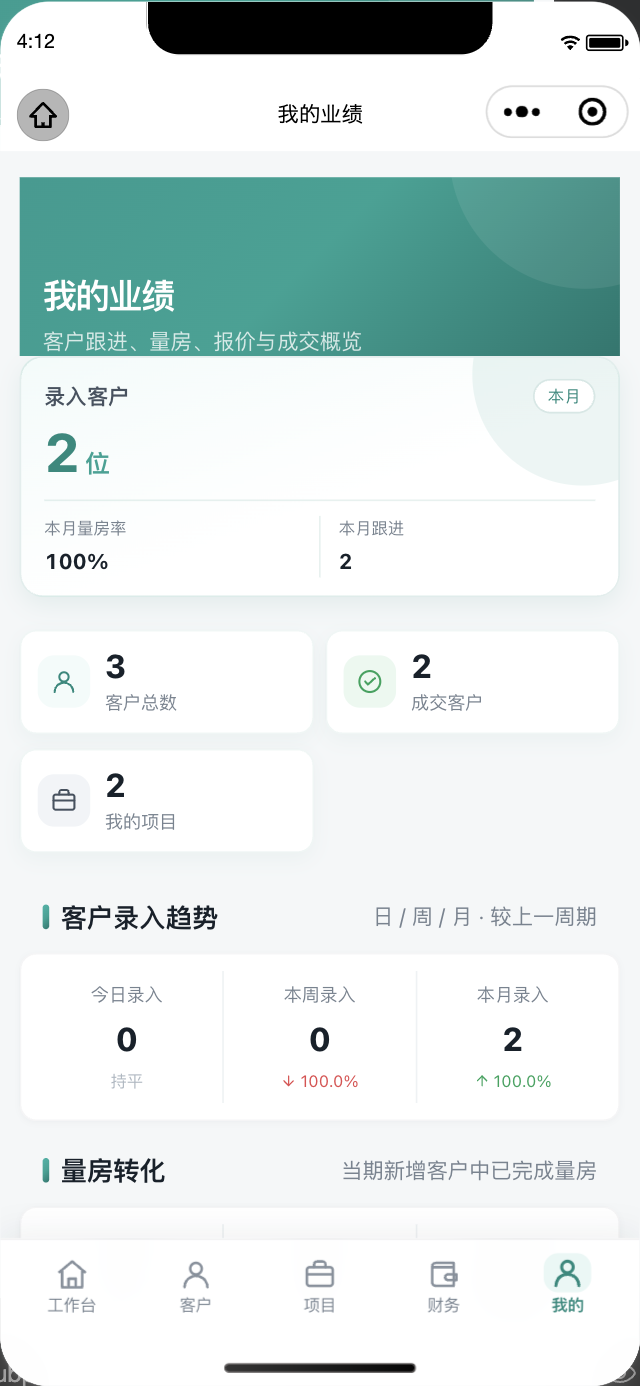 4:12
我的业绩
我的业绩
客户跟进、量房、报价与成交概览
录入客户
本月
2 位
本月量房率
本月跟进
100%
2
3
客户总数
2
成交客户
2
我的项目
客户录入趋势
日 / 周 / 月 · 较上一周期
今日录入
本周录入
本月录入
0
0
2
持平
↓ 100.0%
↑ 100.0%
量房转化
当期新增客户中已完成量房
工作台
客户
项目
财务
我的